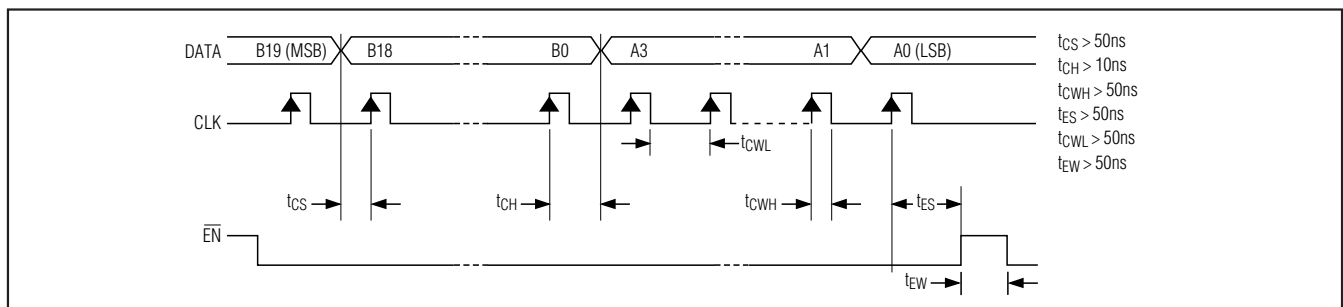 DATA B19 (MSB) B18 B0 A3 A1 A0 (LSB)
CLK
tCWL
tCS tCH tCWH tES
EN
tEW
tCS > 50ns
tCH > 10ns
tCWH > 50ns
tES > 50ns
tCWL > 50ns
tEW > 50ns